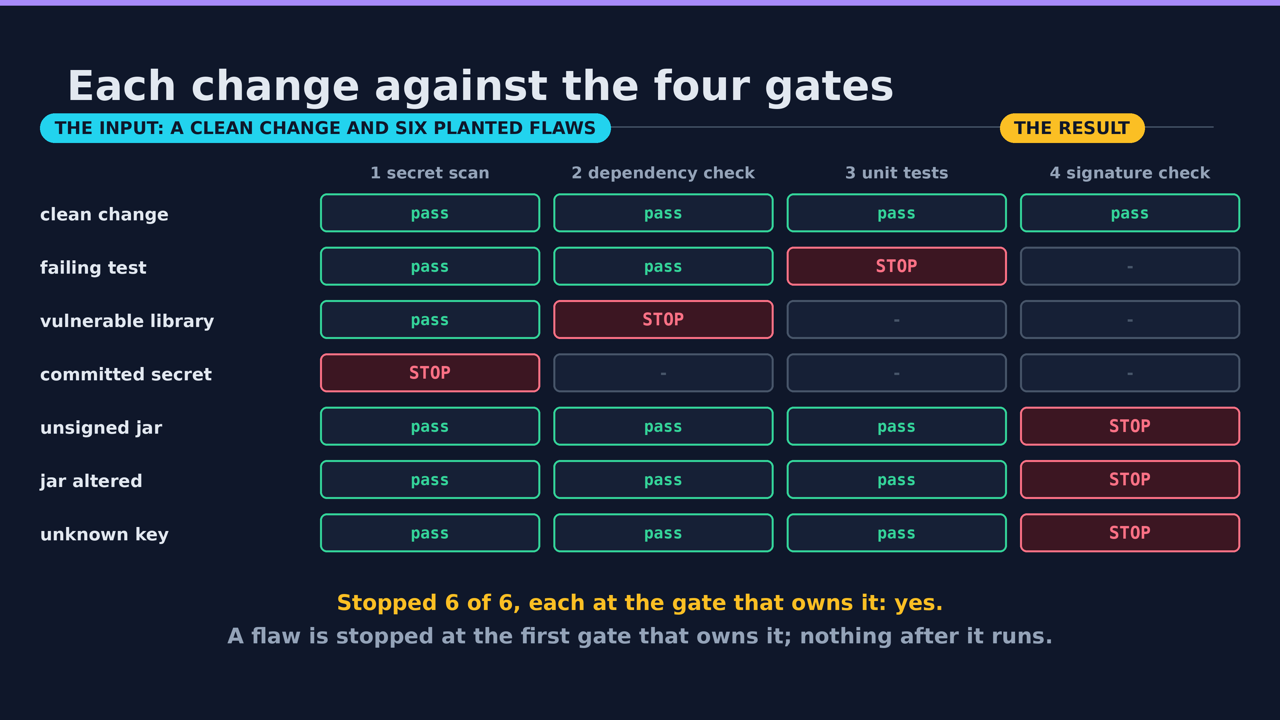 Each change against the four gates
THE INPUT: A CLEAN CHANGE AND SIX PLANTED FLAWS THE RESULT
1 secret scan 2 dependency check 3 unit tests 4 signature check
clean change pass pass pass pass
failing test pass pass STOP -
vulnerable library pass STOP - -
committed secret STOP - - -
unsigned jar pass pass pass STOP
jar altered pass pass pass STOP
unknown key pass pass pass STOP
Stopped 6 of 6, each at the gate that owns it: yes.
A flaw is stopped at the first gate that owns it; nothing after it runs.